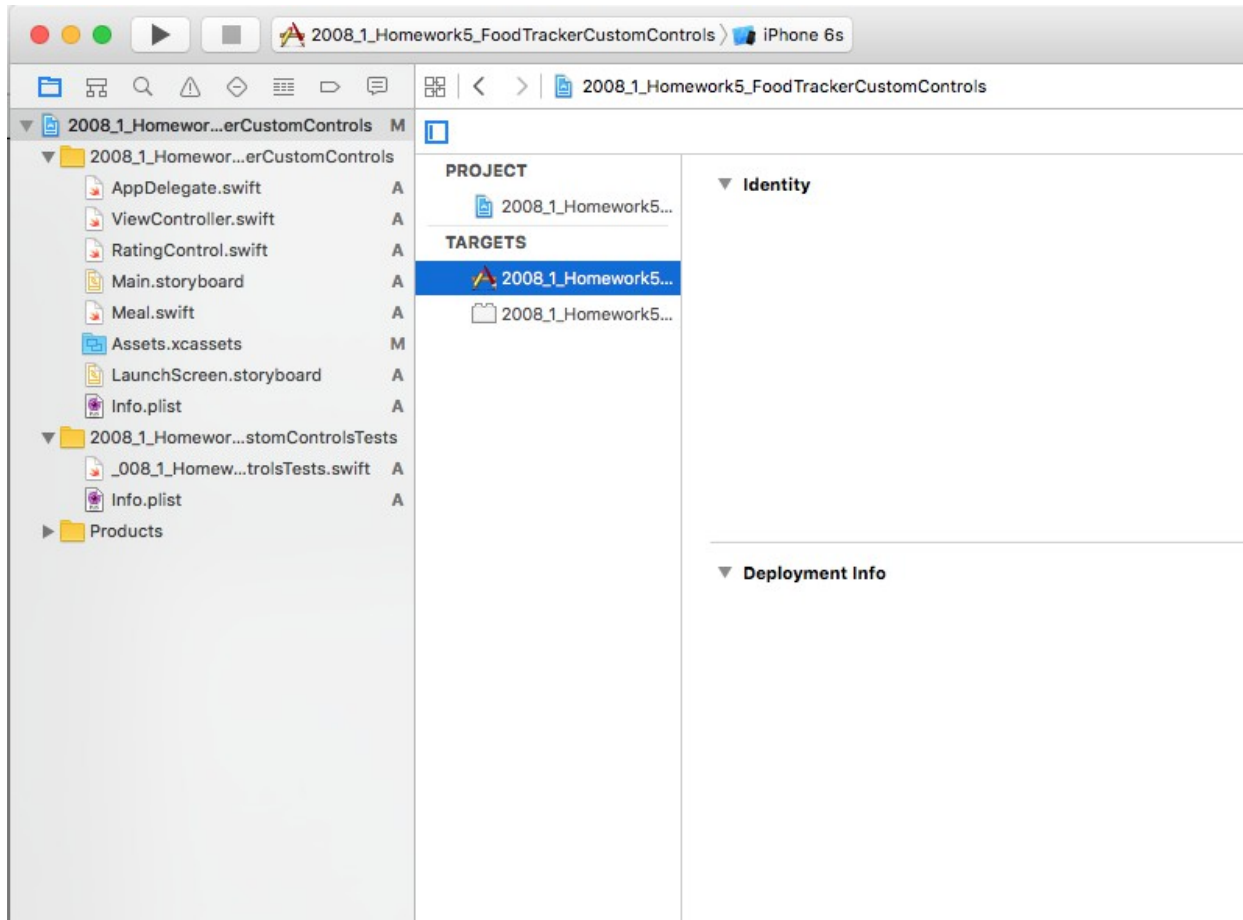 2008_1_Homework5_FoodTrackerCustomControls iPhone 6s
2008_1_Homework5_FoodTrackerCustomControls
2008_1_Homewor...erCustomControls M
2008_1_Homewor...erCustomControls
AppDelegate.swift A
ViewController.swift A
RatingControl.swift A
Main.storyboard A
Meal.swift A
Assets.xcassets M
LaunchScreen.storyboard A
Info.plist A
2008_1_Homewor...stomControlsTests
_008_1_Homew...trolsTests.swift A
Info.plist A
Products
PROJECT
2008_1_Homework5...
TARGETS
2008_1_Homework5...
2008_1_Homework5...
Identity
Deployment Info